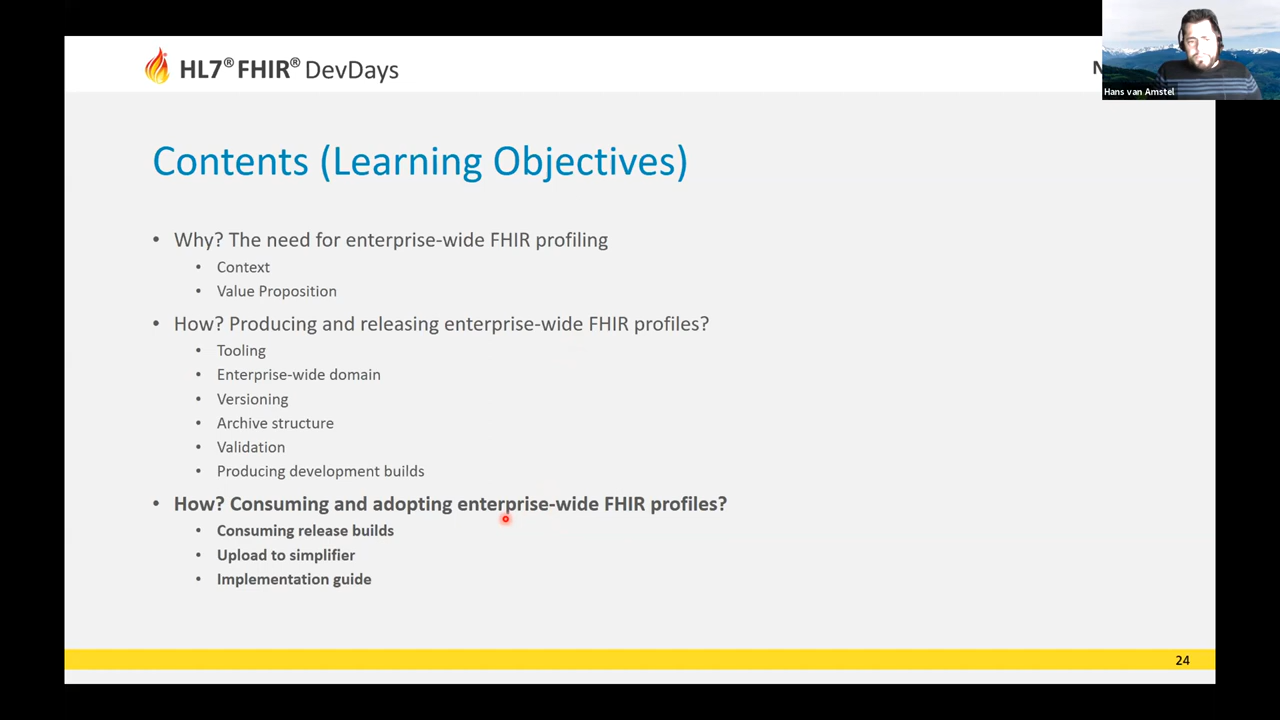 HL7® FHIR® DevDays
Hans van Amstel
Contents (Learning Objectives)
• Why? The need for enterprise-wide FHIR profiling
• Context
• Value Proposition
• How? Producing and releasing enterprise-wide FHIR profiles?
• Tooling
• Enterprise-wide domain
• Versioning
• Archive structure
• Validation
• Producing development builds
• How? Consuming and adopting enterprise-wide FHIR profiles?
• Consuming release builds
• Upload to simplifier
• Implementation guide
24